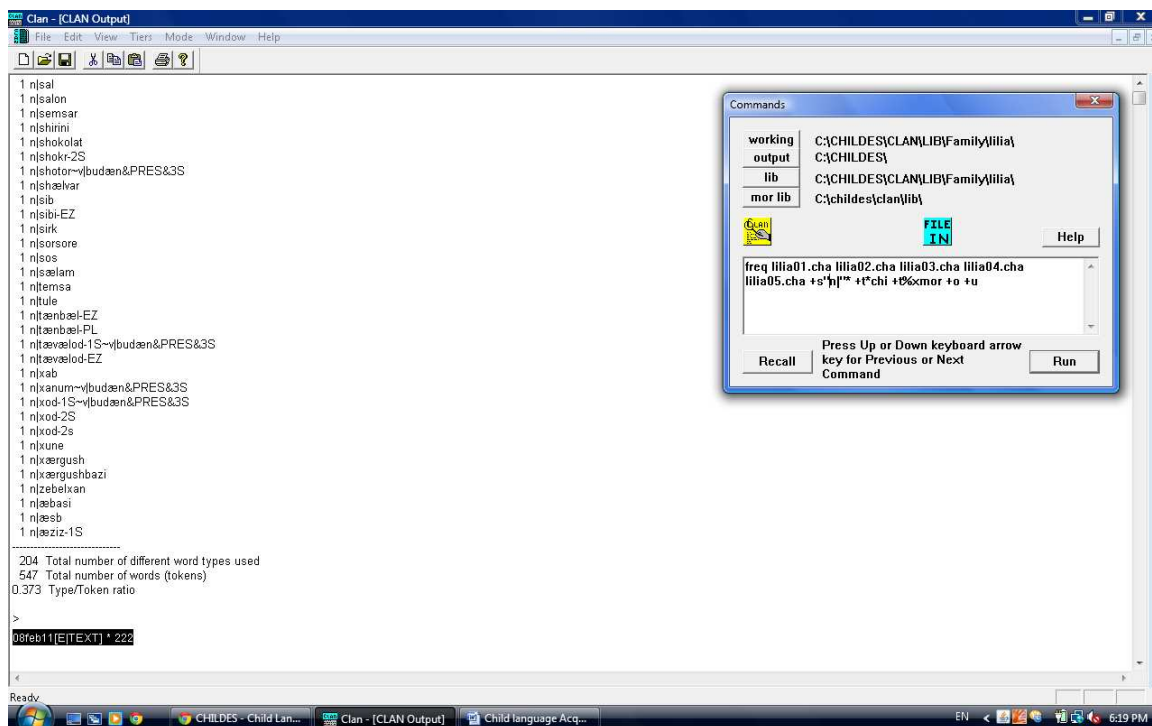 Clan - [CLAN Output]
File Edit View Tiers Mode Window Help
1 n|sal
1 n|salon
1 n|semsar
1 n|shirini
1 n|shokolat
1 n|shokr-2S
1 n|shotor~v|budæn&PRES&3S
1 n|shælvar
1 n|sib
1 n|sibi-EZ
1 n|sirk
1 n|sorsore
1 n|sos
1 n|sælam
1 n|temsa
1 n|tule
1 n|tænbæl-EZ
1 n|tænbæl-PL
1 n|tævælod-1S~v|budæn&PRES&3S
1 n|tævælod-EZ
1 n|xab
1 n|xanum~v|budæn&PRES&3S
1 n|xod-1S~v|budæn&PRES&3S
1 n|xod-2S
1 n|xod-2s
1 n|xune
1 n|xærgush
1 n|xærgushbazi
1 n|zebelxan
1 n|æbasi
1 n|æsb
1 n|æziz-1S
------------------------------
204 Total number of different word types used
547 Total number of words (tokens)
0.373 Type/Token ratio
>
08feb11[E|TEXT] * 222
Ready
Commands
working C:\CHILDES\CLAN\LIB\Family\lilia\
output C:\CHILDES\
lib C:\CHILDES\CLAN\LIB\Family\lilia\
mor lib C:\childes\clan\lib\
CLAN
FILE IN
Help
freq lilia01.cha lilia02.cha lilia03.cha lilia04.cha
lilia05.cha +s"n|"* +t*chi +t%xmor +o +u
Recall
Press Up or Down keyboard arrow
key for Previous or Next
Command
Run
CHILDES - Child Lan... Clan - [CLAN Output] Child language Acq... EN 6:19 PM